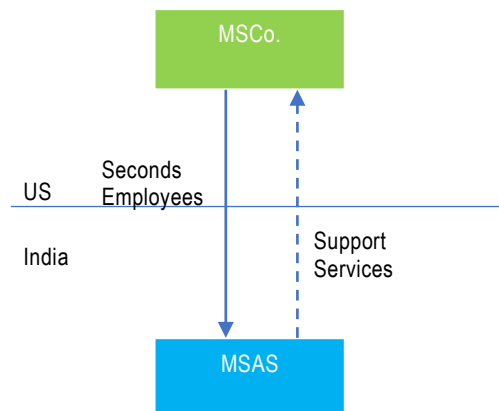 MSCo.
Seconds
Employees
US
India
Support
Services
MSAS